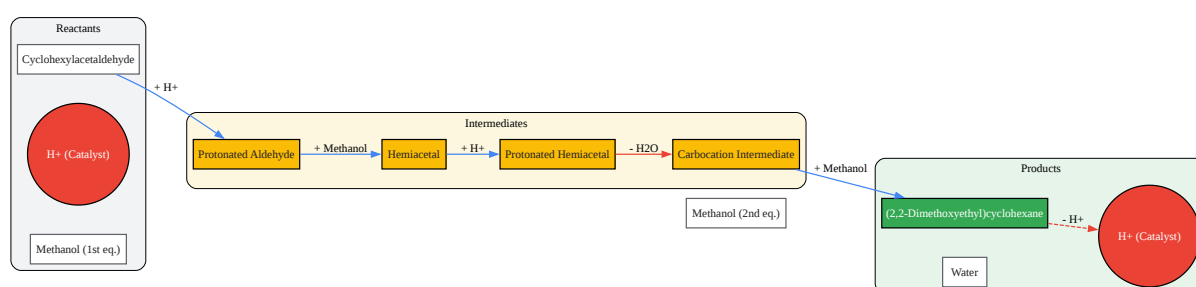 Reactants
Cyclohexylacetaldehyde
+ H+
H+ (Catalyst)
Methanol (1st eq.)
Intermediates
Protonated Aldehyde
+ Methanol
Hemiacetal
+ H+
Protonated Hemiacetal
- H2O
Carbocation Intermediate
+ Methanol
Methanol (2nd eq.)
Products
(2,2-Dimethoxyethyl)cyclohexane
- H+
H+ (Catalyst)
Water